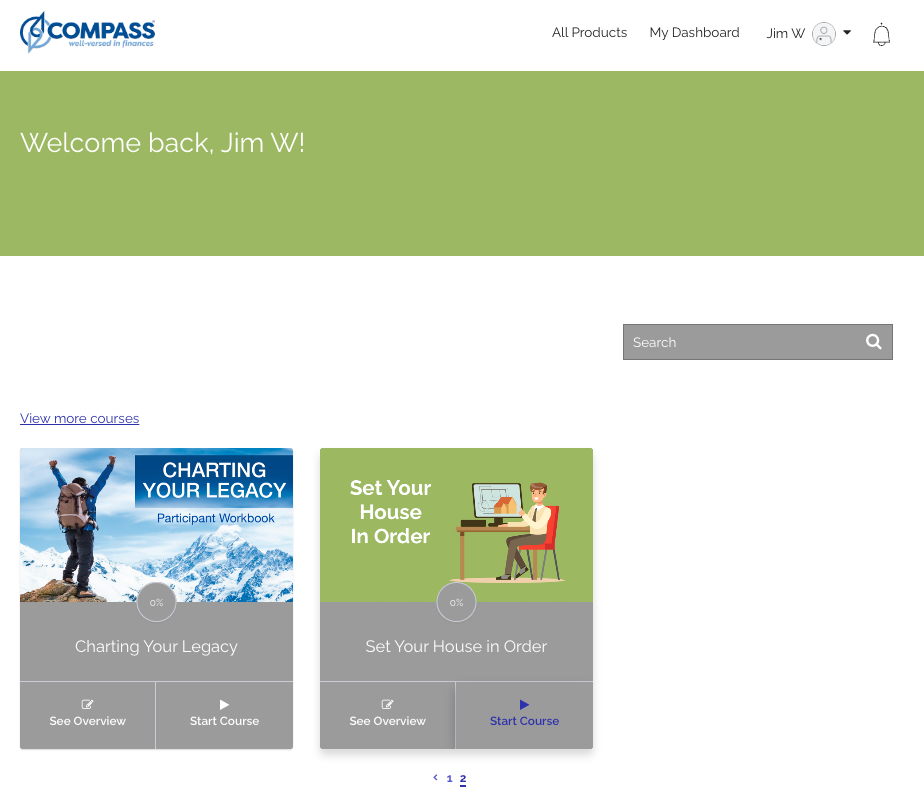 COMPASS
well-versed in finances
All Products
My Dashboard
Jim W
Welcome back, Jim W!
Search
View more courses
CHARTING
YOUR LEGACY
Participant Workbook
0%
Charting Your Legacy
See Overview
Start Course
Set Your
House
In Order
0%
Set Your House in Order
See Overview
Start Course
1 2